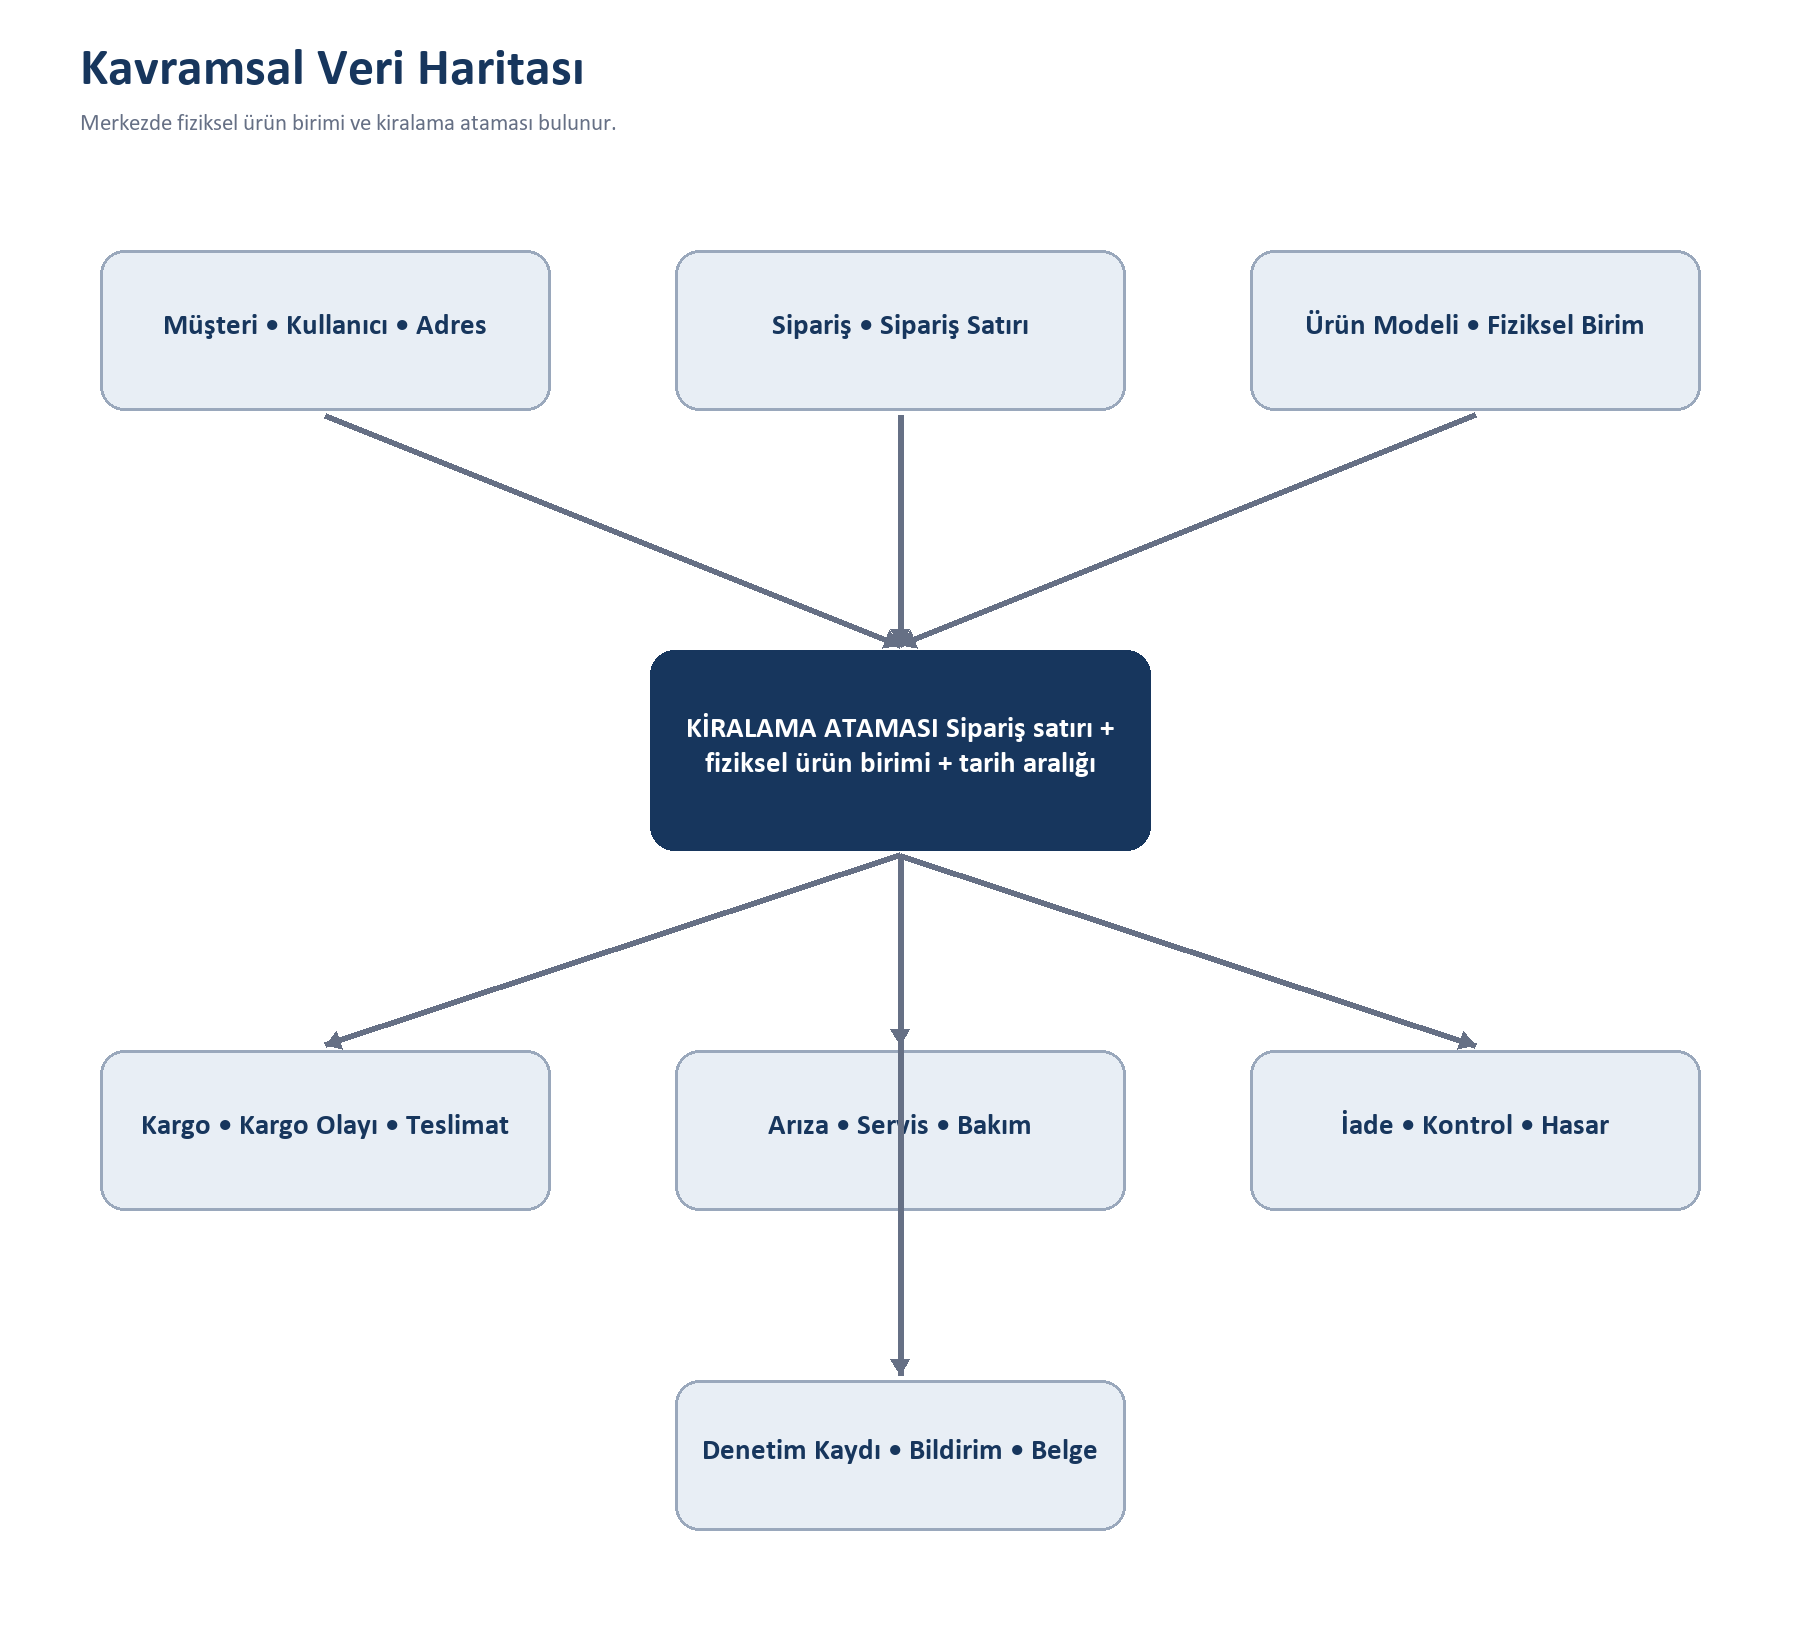 Kavramsal Veri Haritası
Merkezde fiziksel ürün birimi ve kiralama ataması bulunur.
Müşteri • Kullanıcı • Adres
Sipariş • Sipariş Satırı
Ürün Modeli • Fiziksel Birim
KİRALAMA ATAMASI Sipariş satırı +
fiziksel ürün birimi + tarih aralığı
Kargo • Kargo Olayı • Teslimat
Arıza • Servis • Bakım
İade • Kontrol • Hasar
Denetim Kaydı • Bildirim • Belge